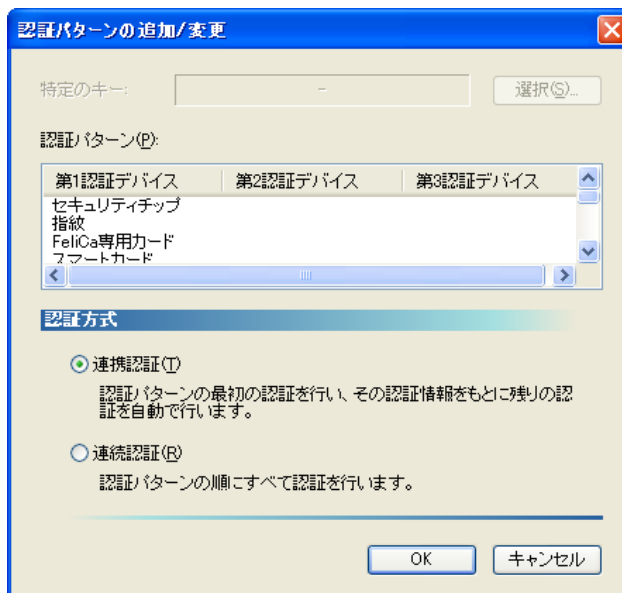 認証パターンの追加/変更
特定のキー: - 選択(S)...
認証パターン(P):
第1認証デバイス 第2認証デバイス 第3認証デバイス
セキュリティチップ
指紋
FeliCa専用カード
スマートカード
認証方式
連携認証(T)
認証パターンの最初の認証を行い、その認証情報をもとに残りの認
証を自動で行います。
連続認証(R)
認証パターンの順にすべて認証を行います。
OK キャンセル